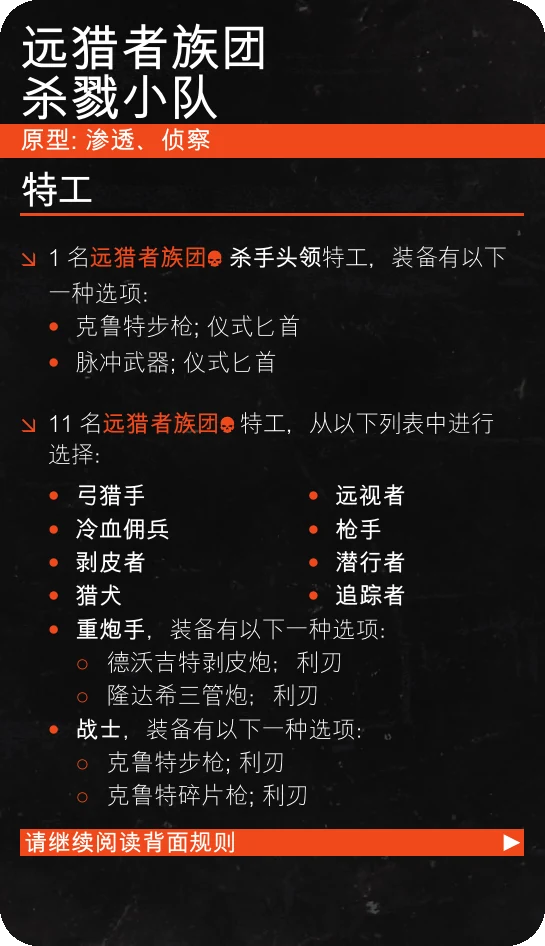 远猎者族团
杀戮小队
原型: 渗透、侦察
特工
1 名远猎者族团 杀手头领特工，装备有以下
一种选项:
克鲁特步枪; 仪式匕首
脉冲武器; 仪式匕首
11 名远猎者族团 特工，从以下列表中进行
选择:
弓猎手
远视者
冷血佣兵
枪手
剥皮者
潜行者
猎犬
追踪者
重炮手，装备有以下一种选项:
德沃吉特剥皮炮； 利刃
隆达希三管炮； 利刃
战士，装备有以下一种选项:
克鲁特步枪; 利刃
克鲁特碎片枪; 利刃
请继续阅读背面规则